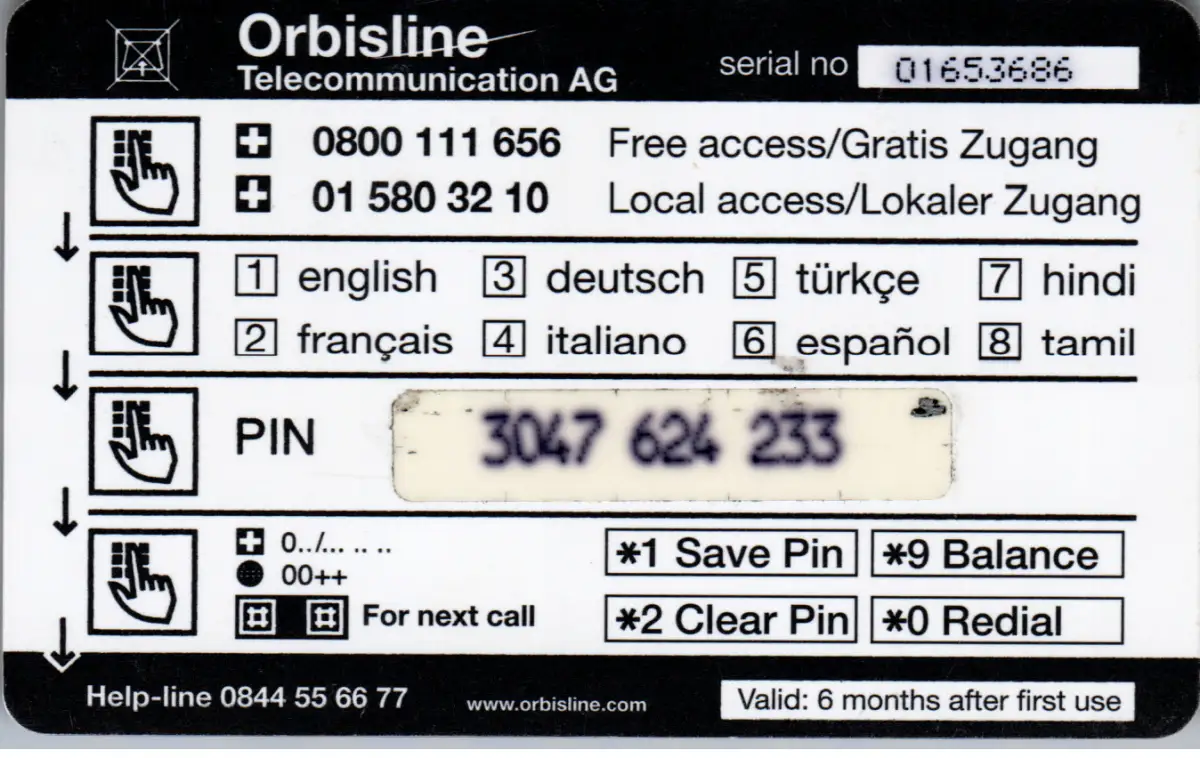 Orbisline
Telecommunication AG
serial no 01653686
0800 111 656 Free access/Gratis Zugang
01 580 32 10 Local access/Lokaler Zugang
1 english 3 deutsch 5 türkçe 7 hindi
2 français 4 italiano 6 español 8 tamil
PIN 3047 624 233
0../... .. .. *1 Save Pin *9 Balance
00++
## For next call *2 Clear Pin *0 Redial
Help-line 0844 55 66 77 www.orbisline.com Valid: 6 months after first use